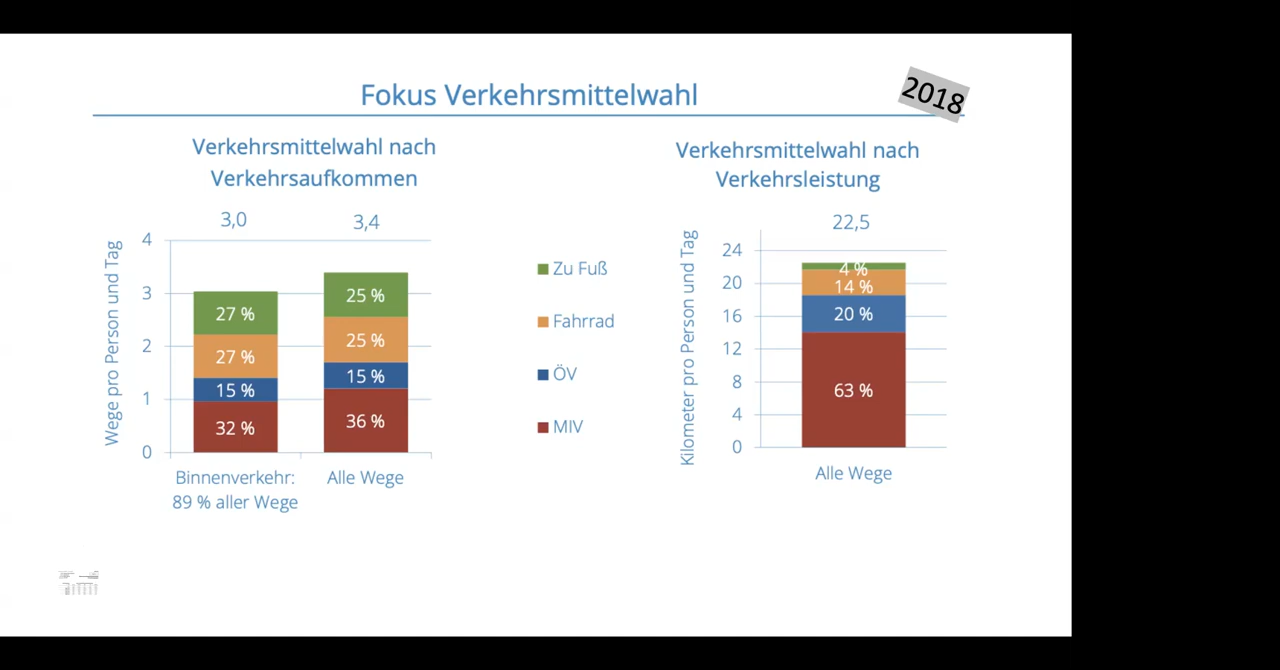 Fokus Verkehrsmittelwahl
2018
Verkehrsmittelwahl nach
Verkehrsaufkommen
3,0
3,4
Wege pro Person und Tag
4
3
2
1
0
27 %
27 %
15 %
32 %
25 %
25 %
15 %
36 %
Binnenverkehr:
89 % aller Wege
Alle Wege
Zu Fuß
Fahrrad
ÖV
MIV
Verkehrsmittelwahl nach
Verkehrsleistung
22,5
Kilometer pro Person und Tag
24
20
16
12
8
4
0
4 %
14 %
20 %
63 %
Alle Wege